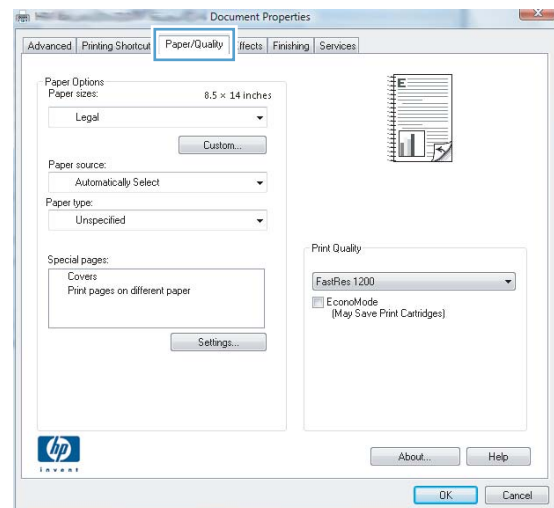 Document Properties
Advanced Printing Shortcut Paper/Quality ffects Finishing Services
Paper Options
Paper sizes: 8.5 × 14 inches
Legal
Custom...
Paper source:
Automatically Select
Paper type:
Unspecified
Special pages:
Covers
Print pages on different paper
Settings...
E
Print Quality
FastRes 1200
EconoMode
(May Save Print Cartridges)
hp
invent
About... Help
OK Cancel